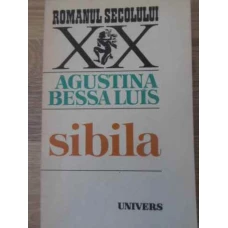 ROMANUL SECOLULUI
XX
AGUSTINA
BESSA LUIS
sibila
UNIVERS